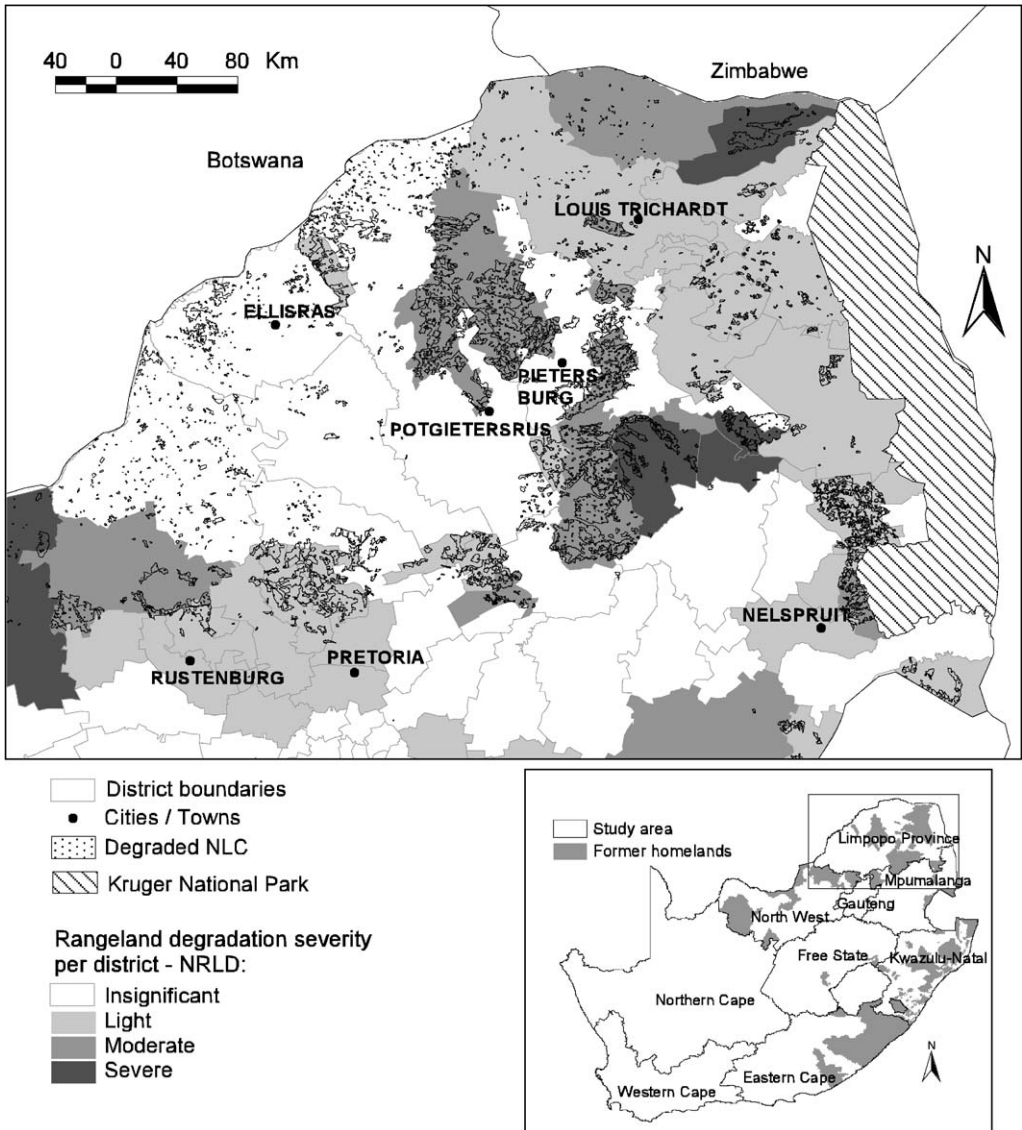 40 0 40 80 Km
Zimbabwe
Botswana
LOUIS TRICHARDT
N
ELLISRAS
PIETERS
BURG
POTGIETERSRUS
NELSPRUIT
PRETORIA
RUSTENBURG
District boundaries
Cities / Towns
Degraded NLC
Kruger National Park
Rangeland degradation severity
per district - NRLD:
Insignificant
Light
Moderate
Severe
Study area
Former homelands
Limpopo Province
Mpumalanga
Gauteng
North West
Free State
Kwazulu-Natal
Northern Cape
Eastern Cape
Western Cape
N